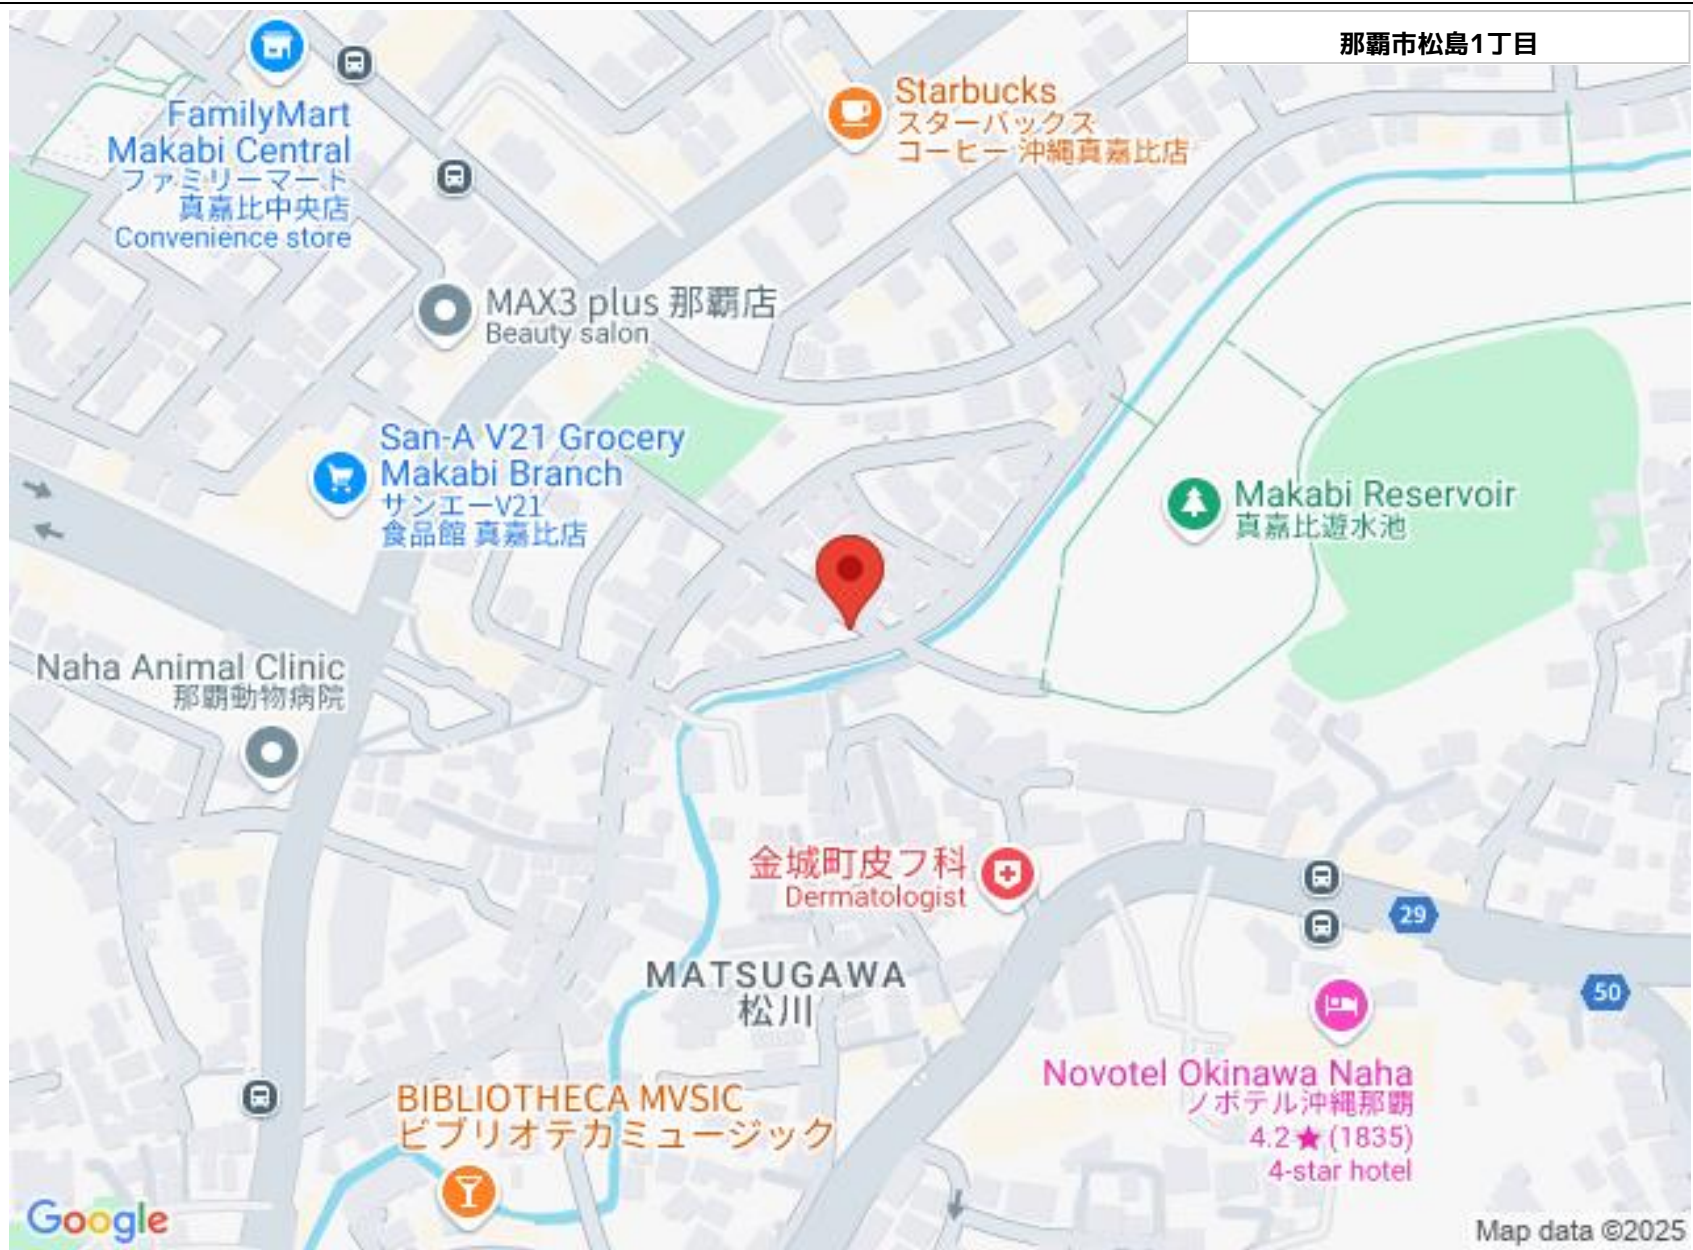 那覇市松島1丁目
FamilyMart
Makabi Central
ファミリーマート
真嘉比中央店
Convenience store
Starbucks
スターバックス
コーヒー 沖縄真嘉比店
MAX3 plus 那覇店
Beauty salon
San-A V21 Grocery
Makabi Branch
サンエーV21
食品館 真嘉比店
Makabi Reservoir
真嘉比遊水池
Naha Animal Clinic
那覇動物病院
金城町皮フ科
Dermatologist
29
MATSUGAWA
松川
50
Novotel Okinawa Naha
ノボテル沖縄那覇
4.2★(1835)
4-star hotel
BIBLIOTHECA MVSIC
ビブリオテカミュージック
Google
Map data ©2025